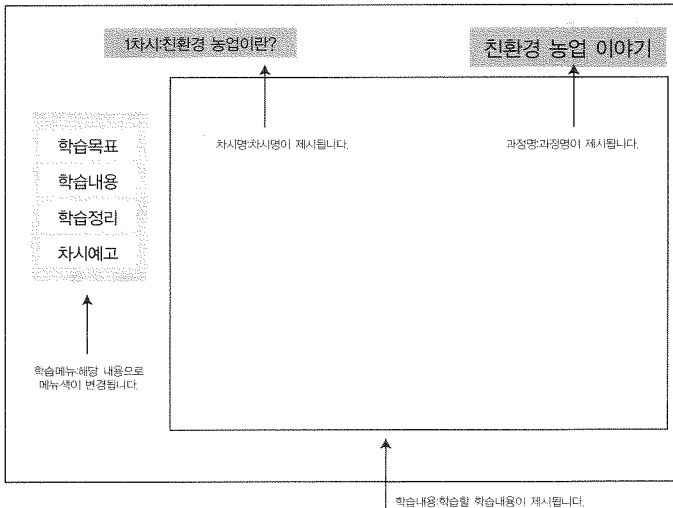 1차시:친환경 농업이란?
친환경 농업 이야기
차시명:차시명이 제시됩니다.
과정명:과정명이 제시됩니다.
학습목표
학습내용
학습정리
차시예고
학습메뉴:해당 내용으로
메뉴색이 변경됩니다.
학습내용:학습할 학습내용이 제시됩니다.